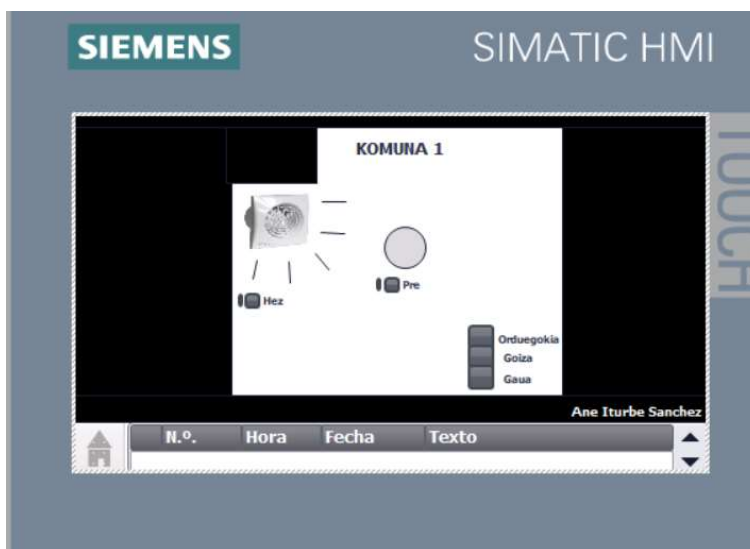 SIEMENS
SIMATIC HMI
TOUCH
KOMUNA 1
Hez
Pre
Orduegokia
Goiza
Gaua
Ane Iturbe Sanchez
N.º. Hora Fecha Texto